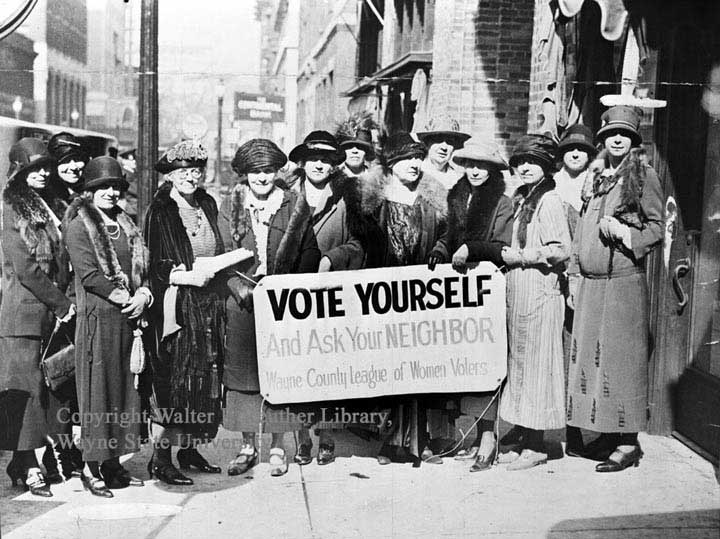 BANK
VOTE YOURSELF
And Ask Your NEIGHBOR
Wayne County League of Women Voters
Copyright Walter P. Reuther Library,
Wayne State University